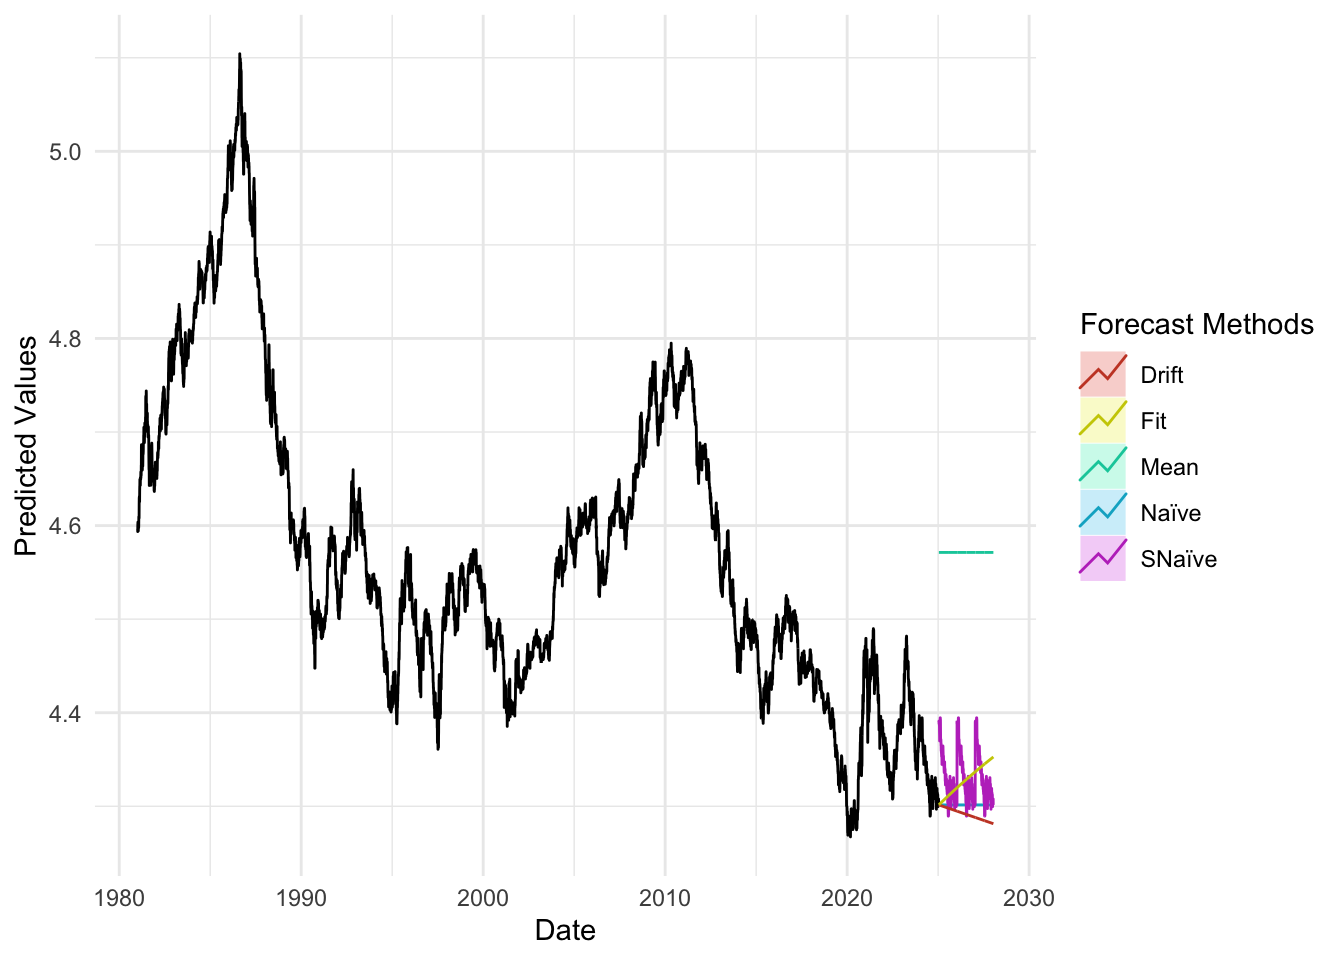 5.0
4.8
4.6
4.4
Predicted Values
1980
1990
2000
2010
2020
2030
Date
Forecast Methods
Drift
Fit
Mean
Naïve
SNaïve